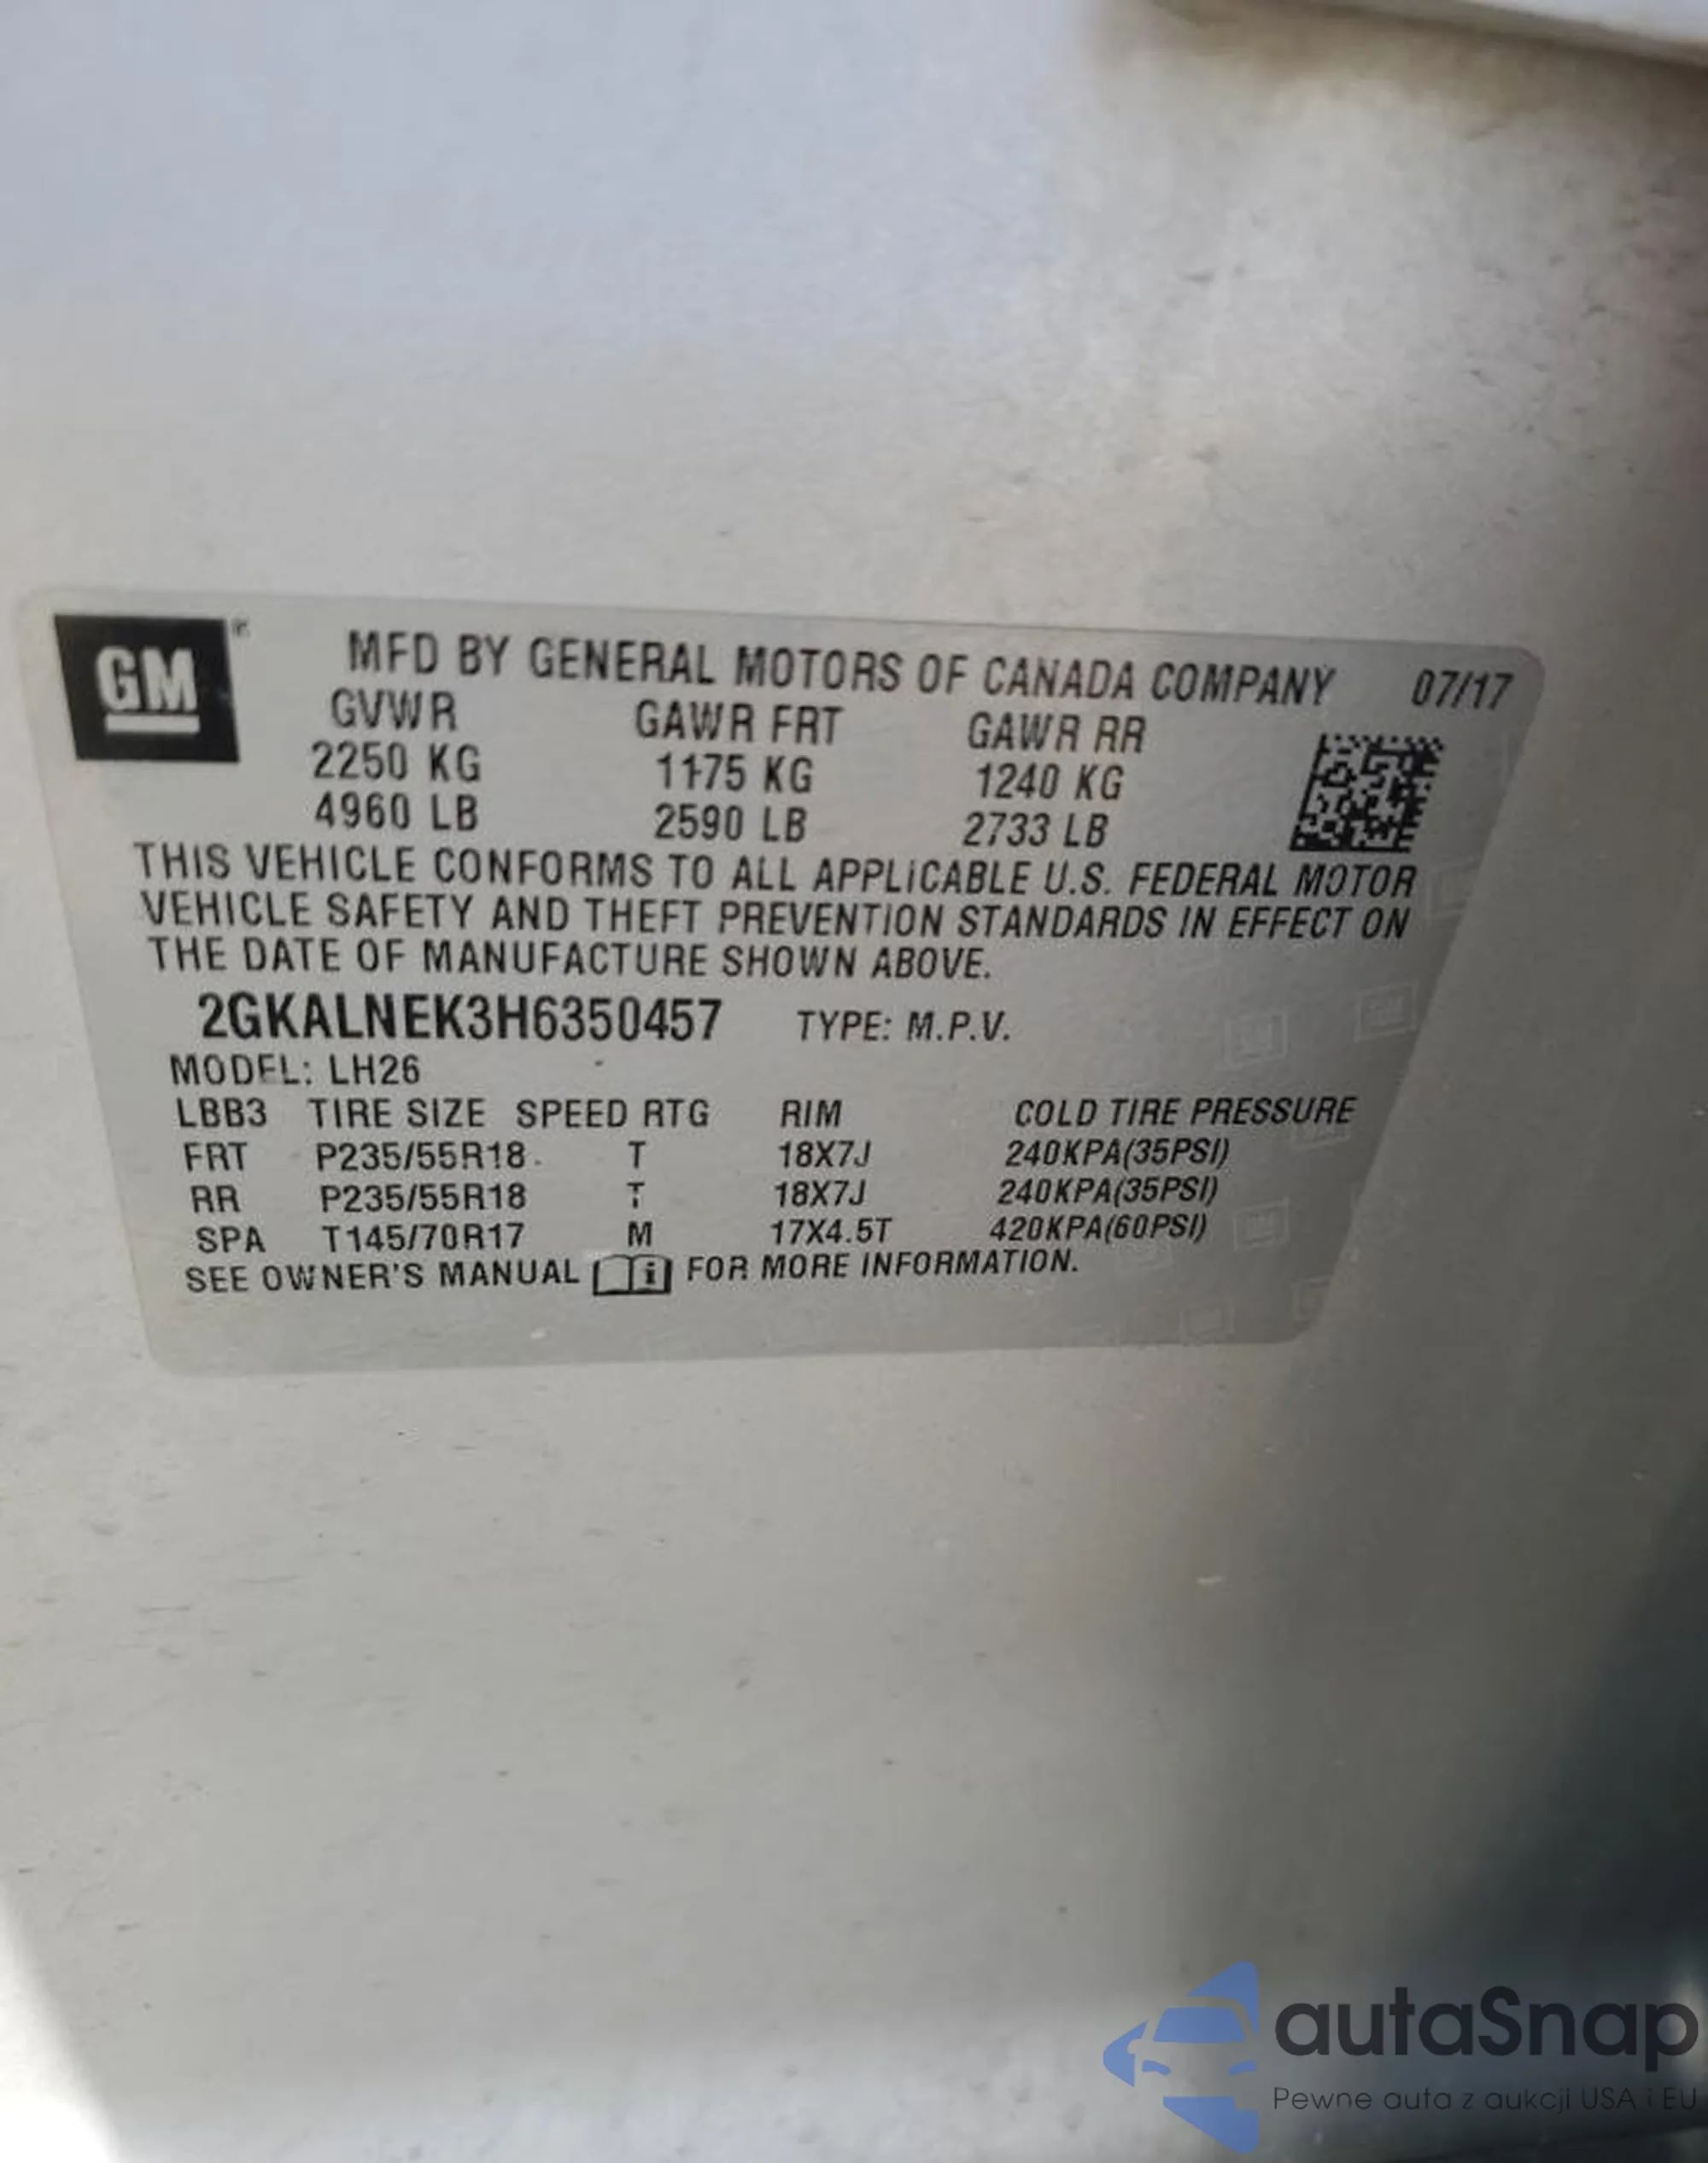 GM ®
MFD BY GENERAL MOTORS OF CANADA COMPANY 07/17
GVWR GAWR FRT GAWR RR
2250 KG 1175 KG 1240 KG
4960 LB 2590 LB 2733 LB
THIS VEHICLE CONFORMS TO ALL APPLICABLE U.S. FEDERAL MOTOR
VEHICLE SAFETY AND THEFT PREVENTION STANDARDS IN EFFECT ON
THE DATE OF MANUFACTURE SHOWN ABOVE.
2GKALNEK3H6350457 TYPE: M.P.V.
MODEL: LH26
LBB3 TIRE SIZE SPEED RTG RIM COLD TIRE PRESSURE
FRT P235/55R18 T 18X7J 240KPA(35PSI)
RR P235/55R18 T 18X7J 240KPA(35PSI)
SPA T145/70R17 M 17X4.5T 420KPA(60PSI)
SEE OWNER'S MANUAL i FOR MORE INFORMATION.
autaSnap
Pewne auta z aukcji USA i EU